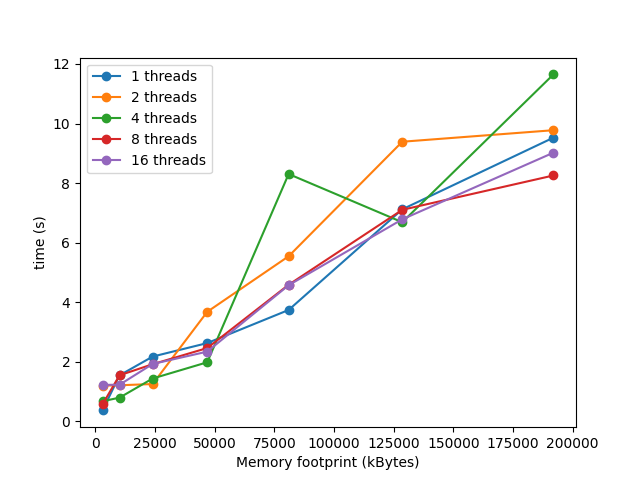 12
10
8
6
4
2
0
time (s)
1 threads
2 threads
4 threads
8 threads
16 threads
0 25000 50000 75000 100000 125000 150000 175000 200000
Memory footprint (kBytes)